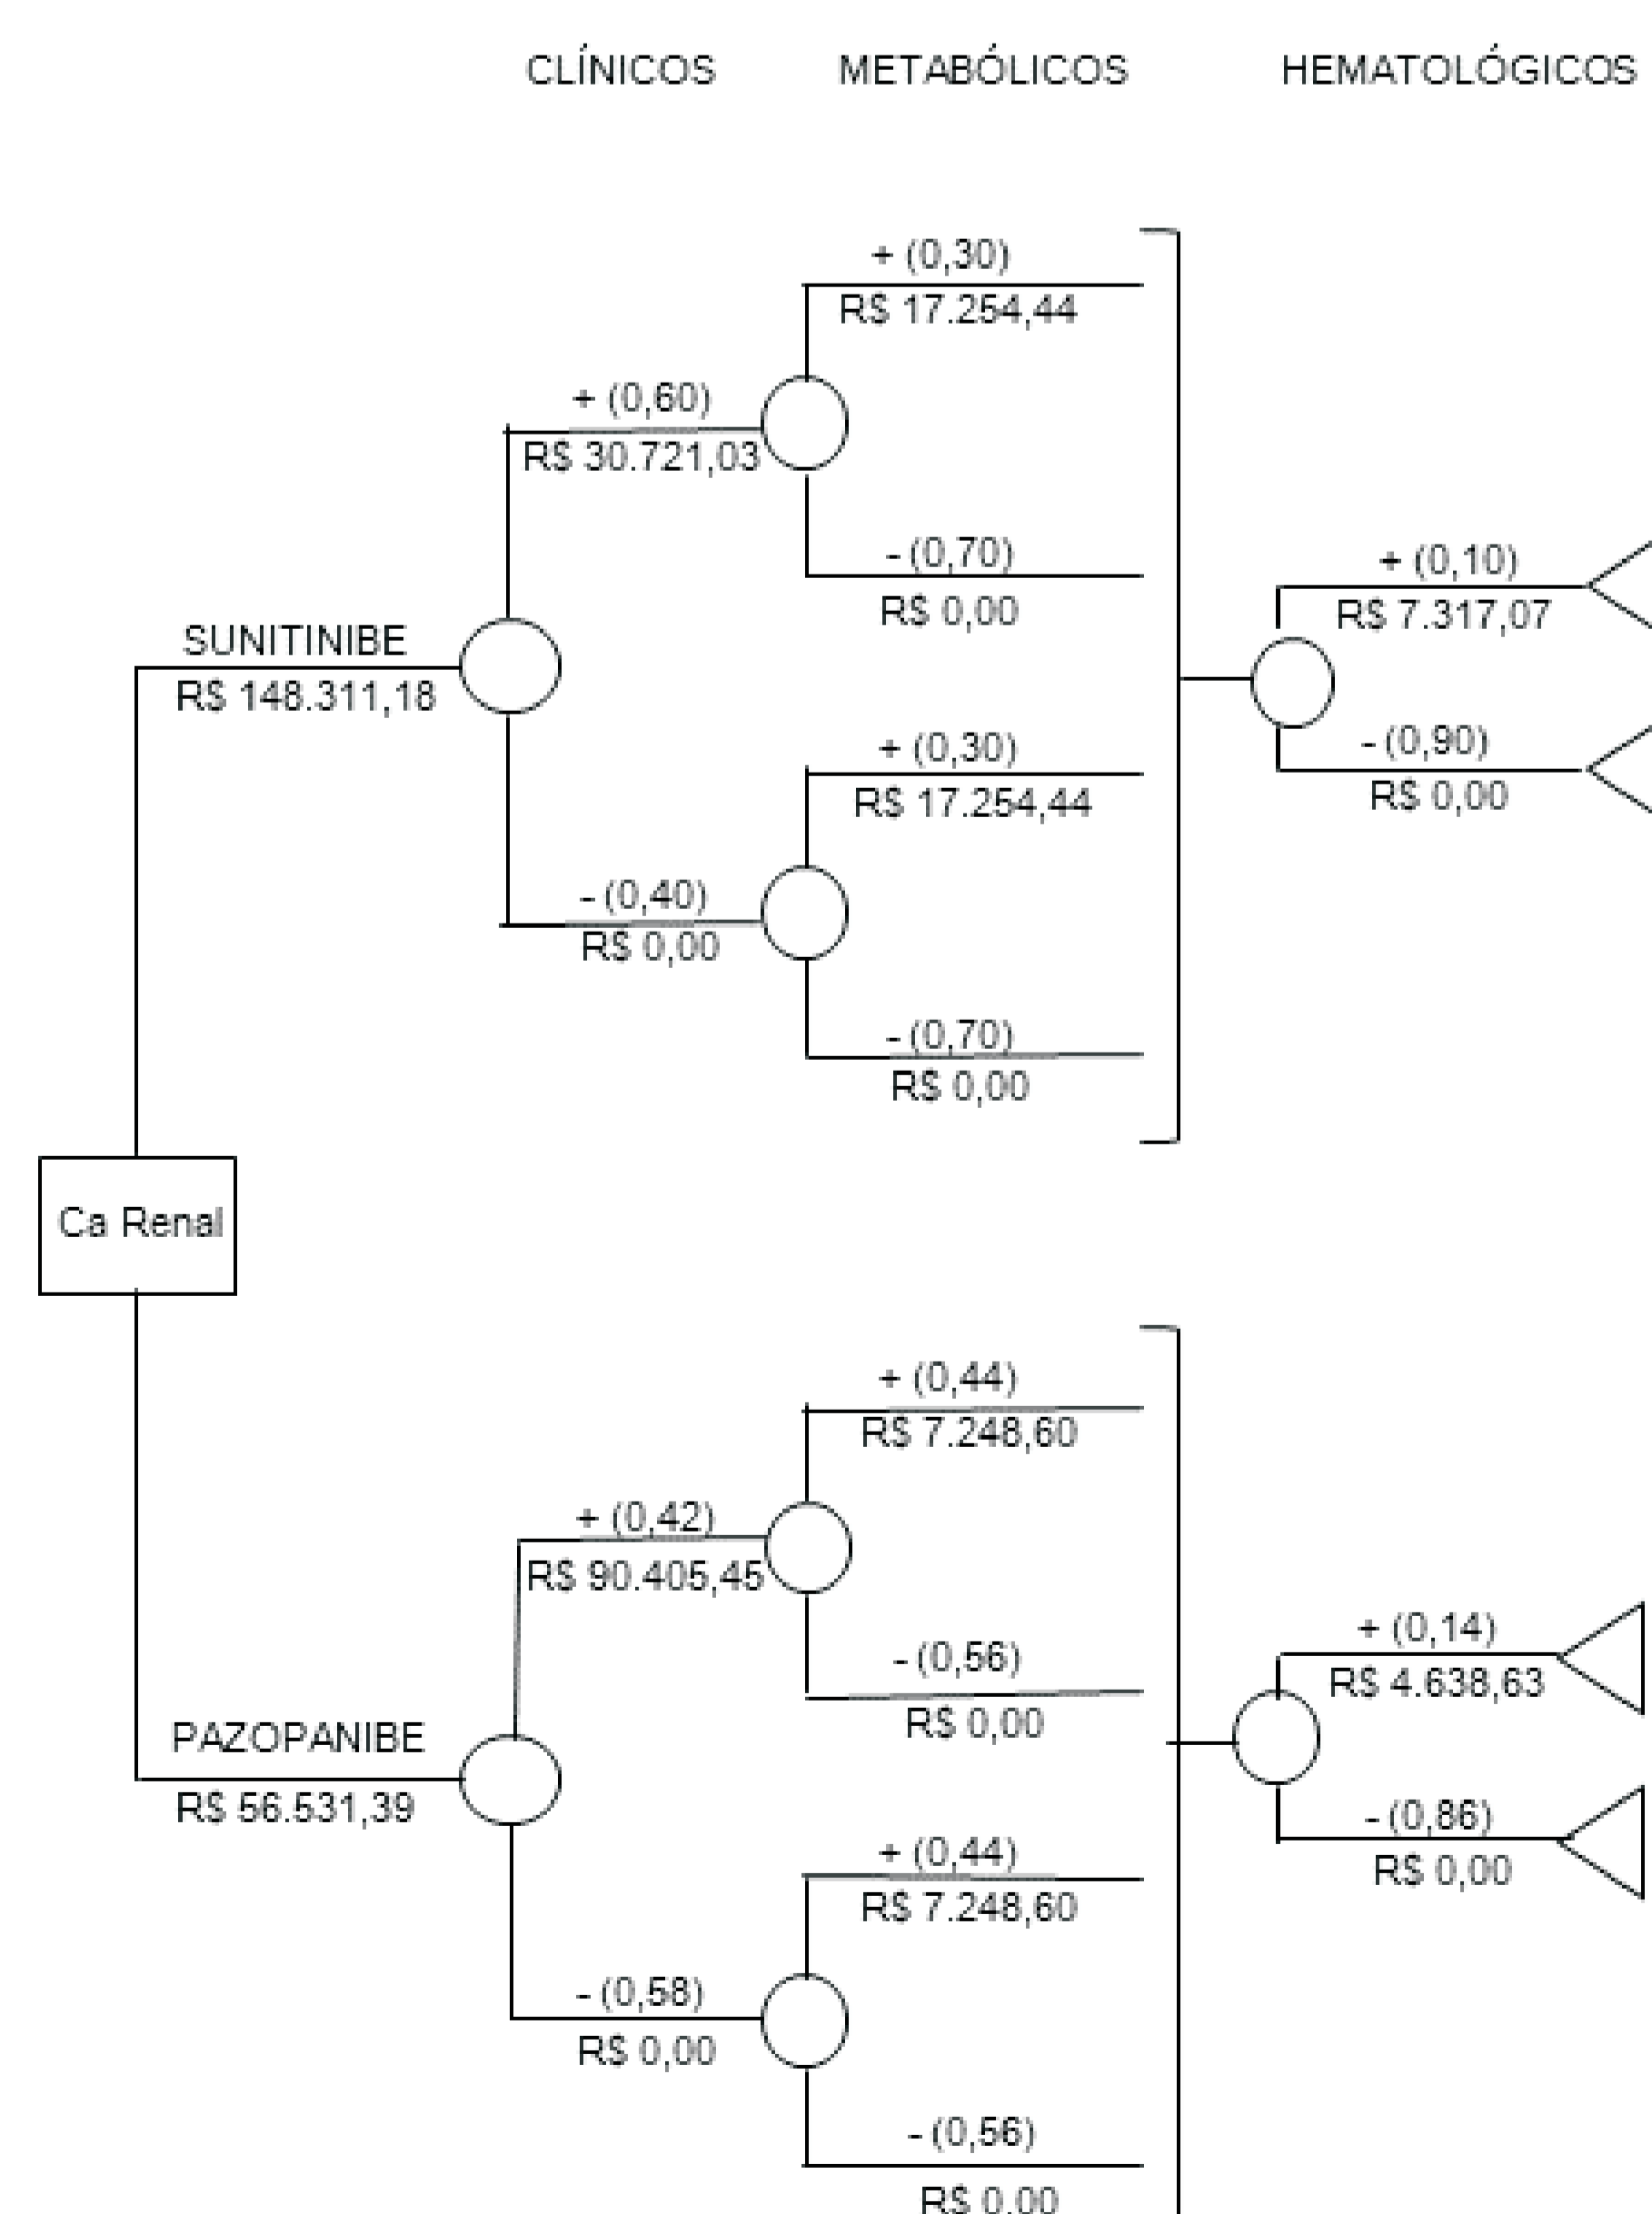 CLÍNICOS METABÓLICOS HEMATOLÓGICOS
+ (0,30)
R$ 17.254,44
+ (0,60)
R$ 30.721,03
- (0,70)
R$ 0,00
+ (0,10)
R$ 7.317,07
SUNITINIBE
R$ 148.311,18
- (0,90)
R$ 0,00
+ (0,30)
R$ 17.254,44
- (0,40)
R$ 0,00
- (0,70)
R$ 0,00
Ca Renal
+ (0,44)
R$ 7.248,60
+ (0,42)
R$ 90.405,45
- (0,56)
R$ 0,00
+ (0,14)
R$ 4.638,63
PAZOPANIBE
R$ 56.531,39
- (0,86)
R$ 0,00
+ (0,44)
R$ 7.248,60
- (0,58)
R$ 0,00
- (0,56)
R$ 0,00